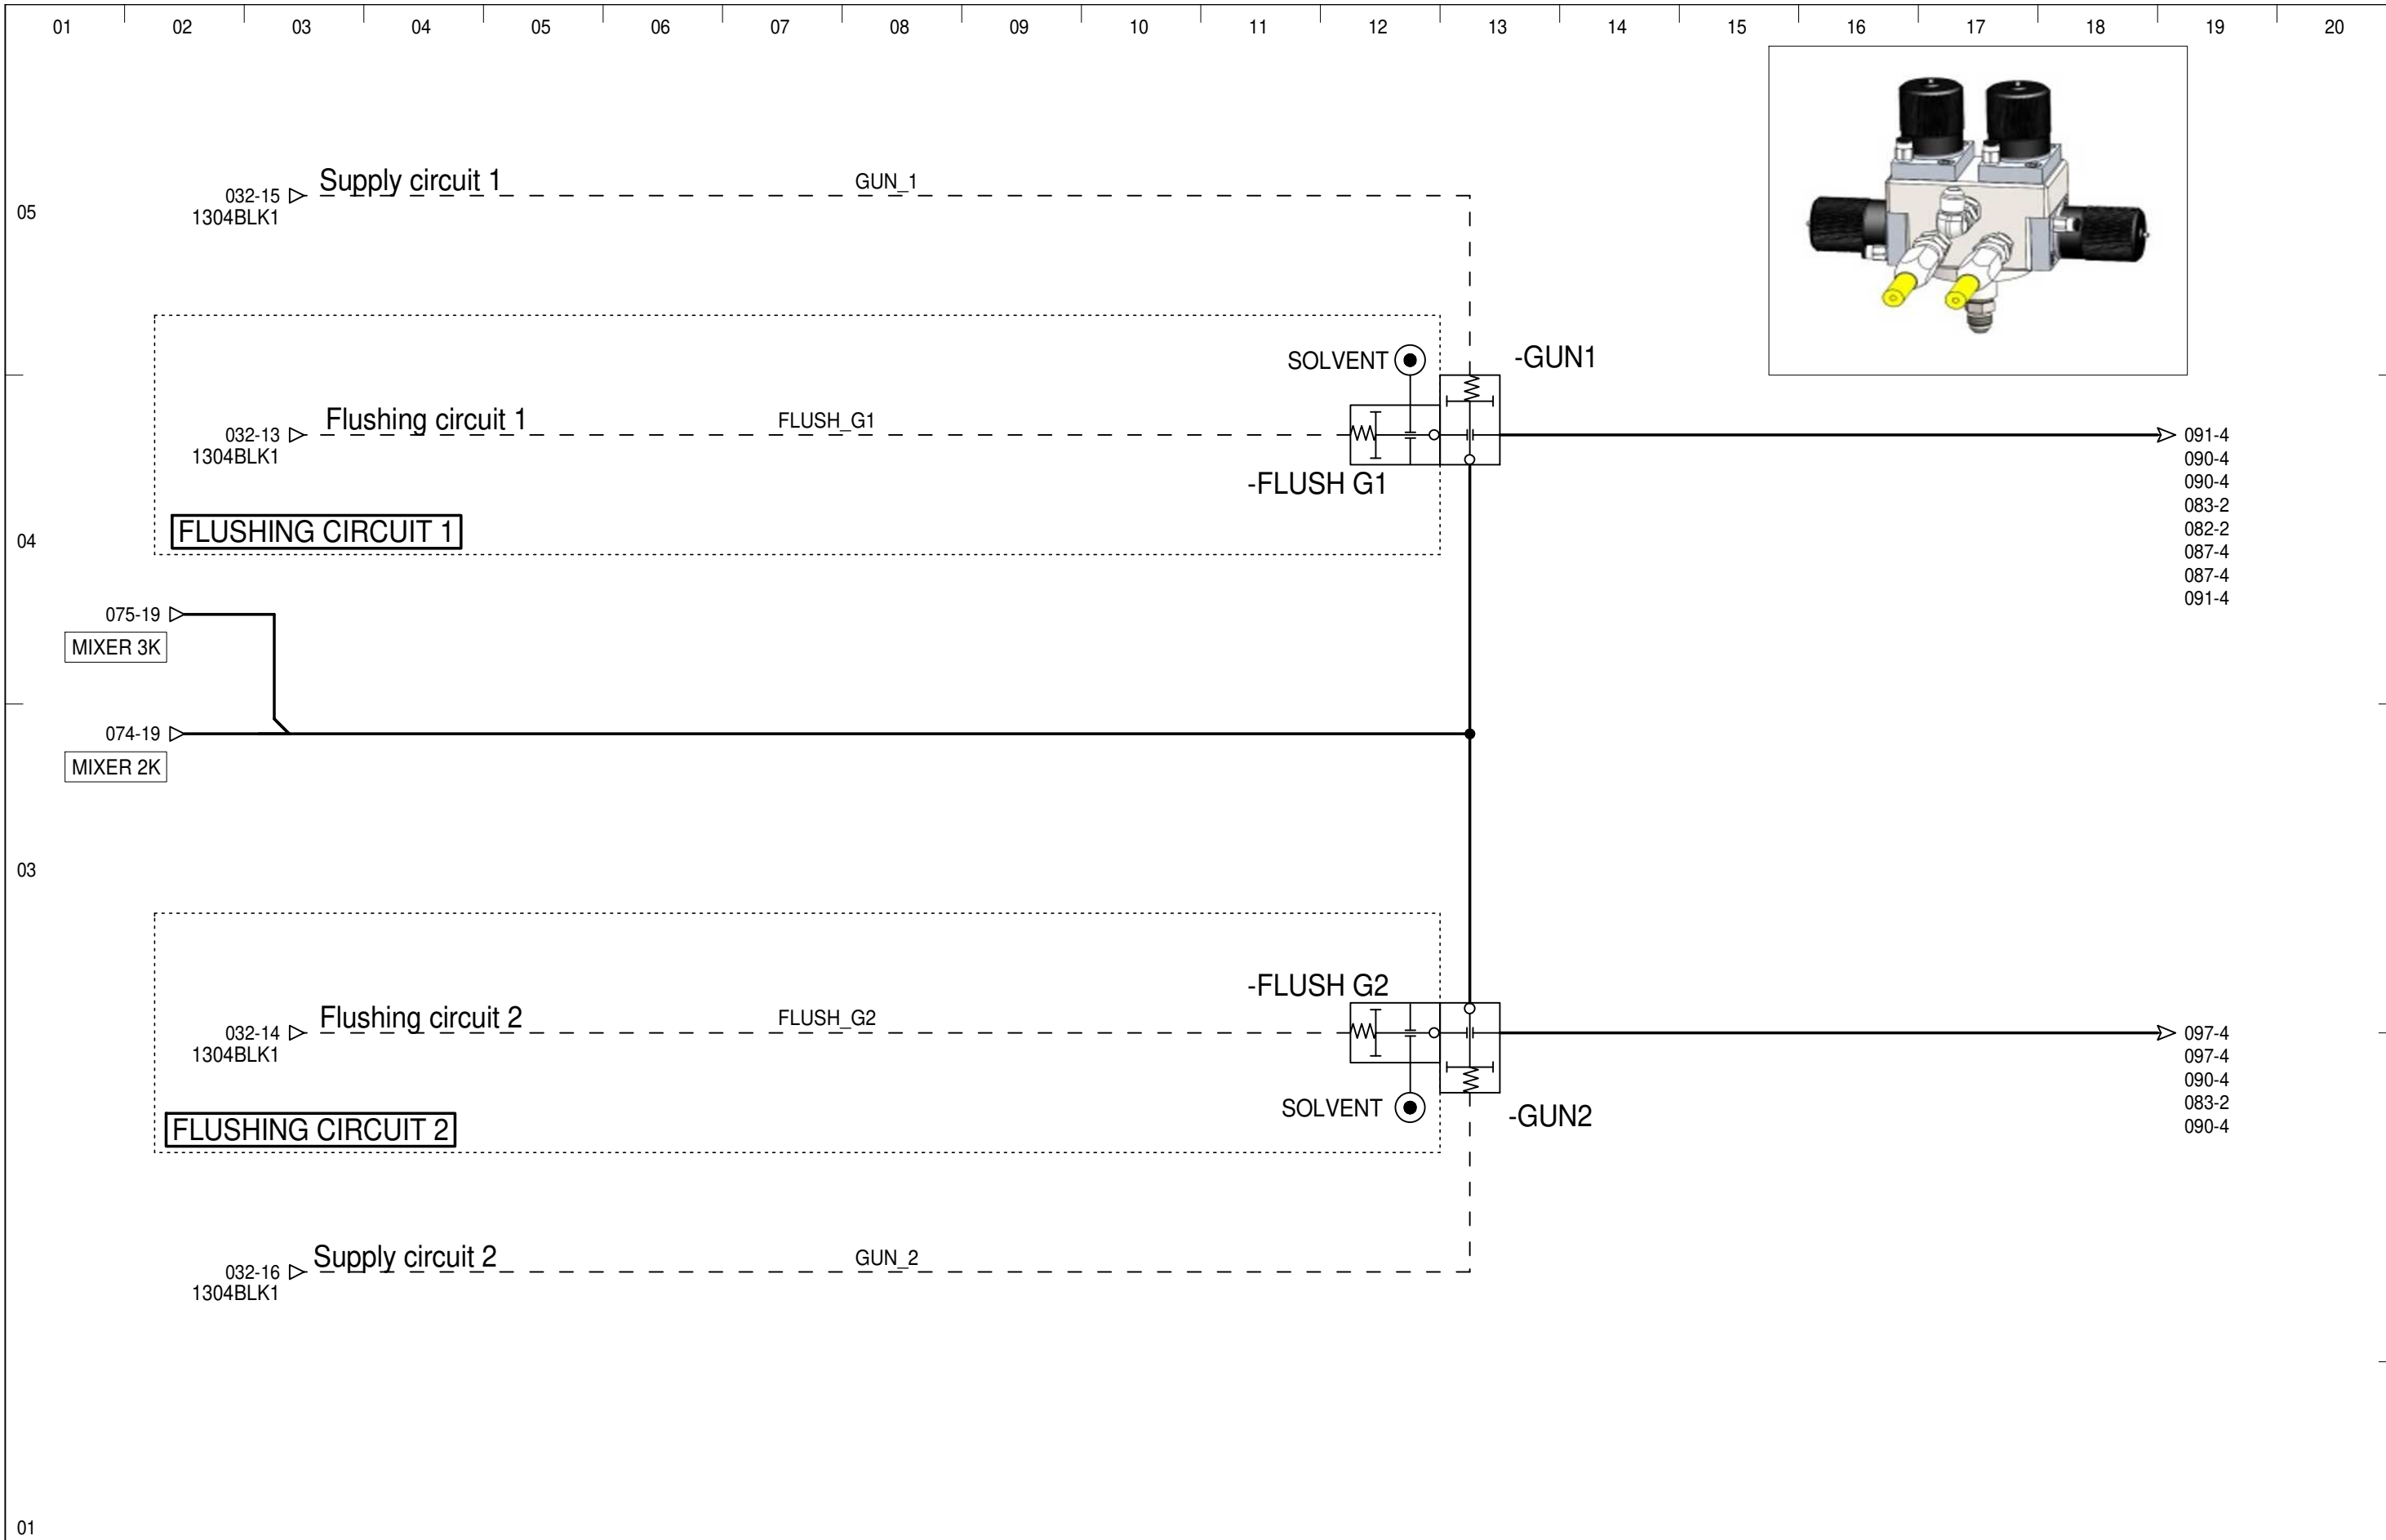 01 02 03 04 05 06 07 08 09 10 11 12 13 14 15 16 17 18 19 20
Supply circuit 1
GUN_1
032-15
1304BLK1
05
SOLVENT
-GUN1
Flushing circuit 1
FLUSH_G1
032-13
1304BLK1
-FLUSH G1
091-4
090-4
090-4
083-2
082-2
087-4
087-4
091-4
FLUSHING CIRCUIT 1
04
075-19
MIXER 3K
074-19
MIXER 2K
03
-FLUSH G2
Flushing circuit 2
FLUSH_G2
032-14
1304BLK1
097-4
097-4
090-4
083-2
090-4
SOLVENT
-GUN2
FLUSHING CIRCUIT 2
Supply circuit 2
GUN_2
032-16
1304BLK1
01